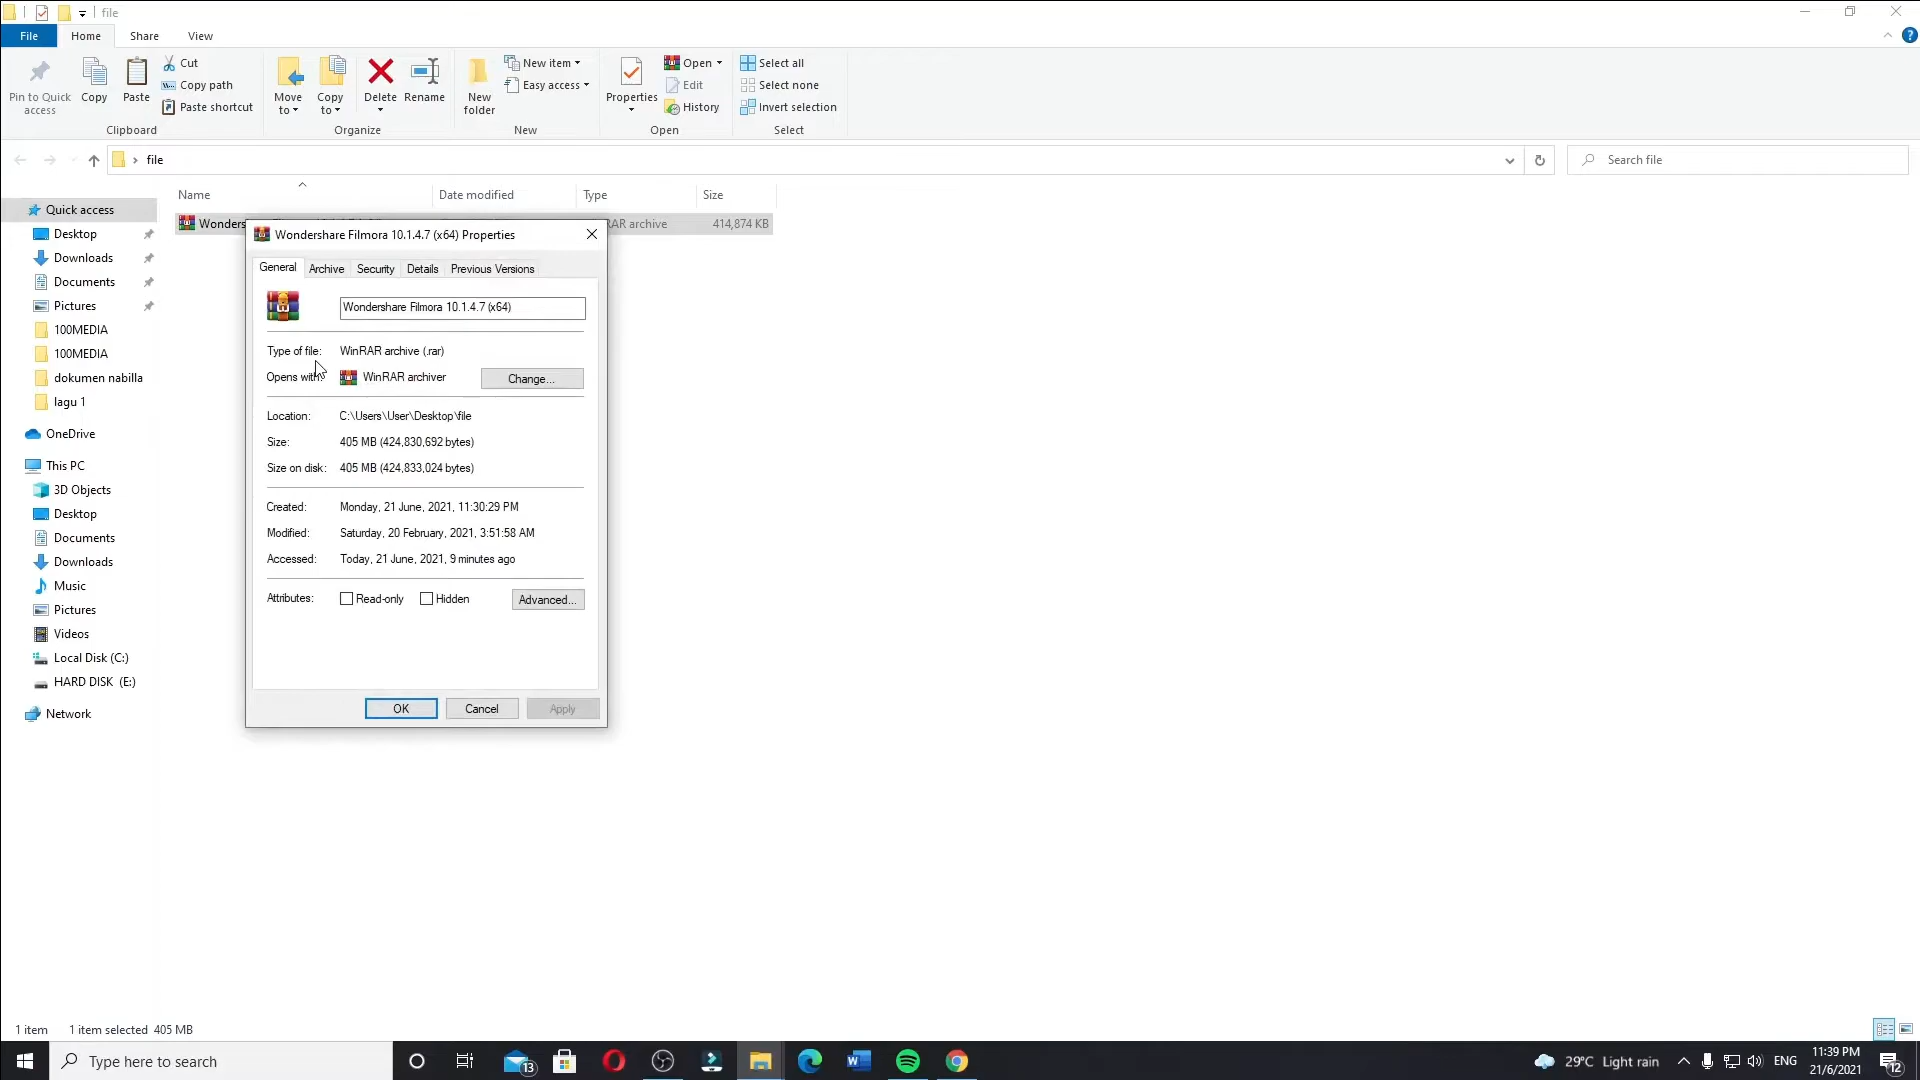 file
File Home Share View
Pin to Quick access
Copy
Paste
Cut
Copy path
Paste shortcut
Clipboard
Move to
Copy to
Delete
Rename
Organize
New folder
New item
Easy access
New
Properties
Open
Edit
History
Open
Select all
Select none
Invert selection
Select
file
Search file
Name Date modified Type Size
Wonders RAR archive 414,874 KB
Quick access
Desktop
Downloads
Documents
Pictures
100MEDIA
100MEDIA
dokumen nabilla
lagu 1
OneDrive
This PC
3D Objects
Desktop
Documents
Downloads
Music
Pictures
Videos
Local Disk (C:)
HARD DISK (E:)
Network
Wondershare Filmora 10.1.4.7 (x64) Properties
General Archive Security Details Previous Versions
Wondershare Filmora 10.1.4.7 (x64)
Type of file: WinRAR archive (.rar)
Opens with: WinRAR archiver Change...
Location: C:\Users\User\Desktop\file
Size: 405 MB (424,830,692 bytes)
Size on disk: 405 MB (424,833,024 bytes)
Created: Monday, 21 June, 2021, 11:30:29 PM
Modified: Saturday, 20 February, 2021, 3:51:58 AM
Accessed: Today, 21 June, 2021, 9 minutes ago
Attributes: Read-only Hidden Advanced...
OK Cancel Apply
1 item 1 item selected 405 MB
Type here to search
13
29°C Light rain
ENG
11:39 PM
21/6/2021
12